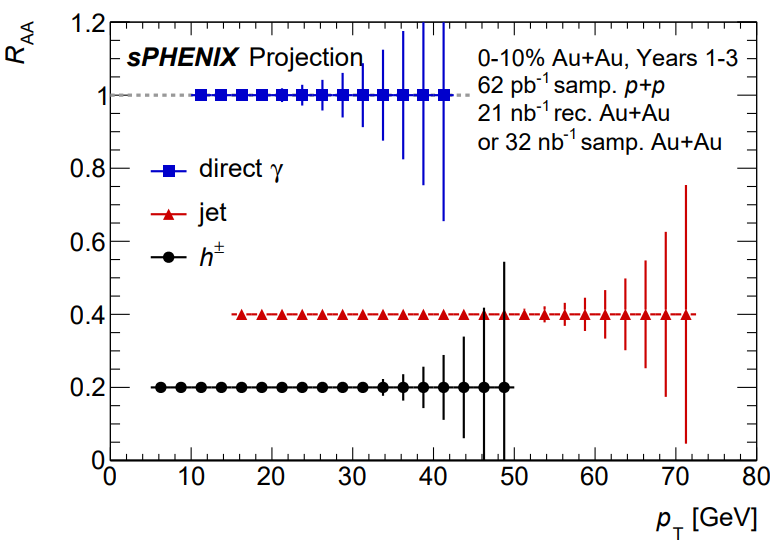 R_AA
1.2
1
0.8
0.6
0.4
0.2
0
sPHENIX Projection
0-10% Au+Au, Years 1-3
62 pb⁻¹ samp. p+p
21 nb⁻¹ rec. Au+Au
or 32 nb⁻¹ samp. Au+Au
direct γ
jet
h±
0 10 20 30 40 50 60 70 80
p_T [GeV]